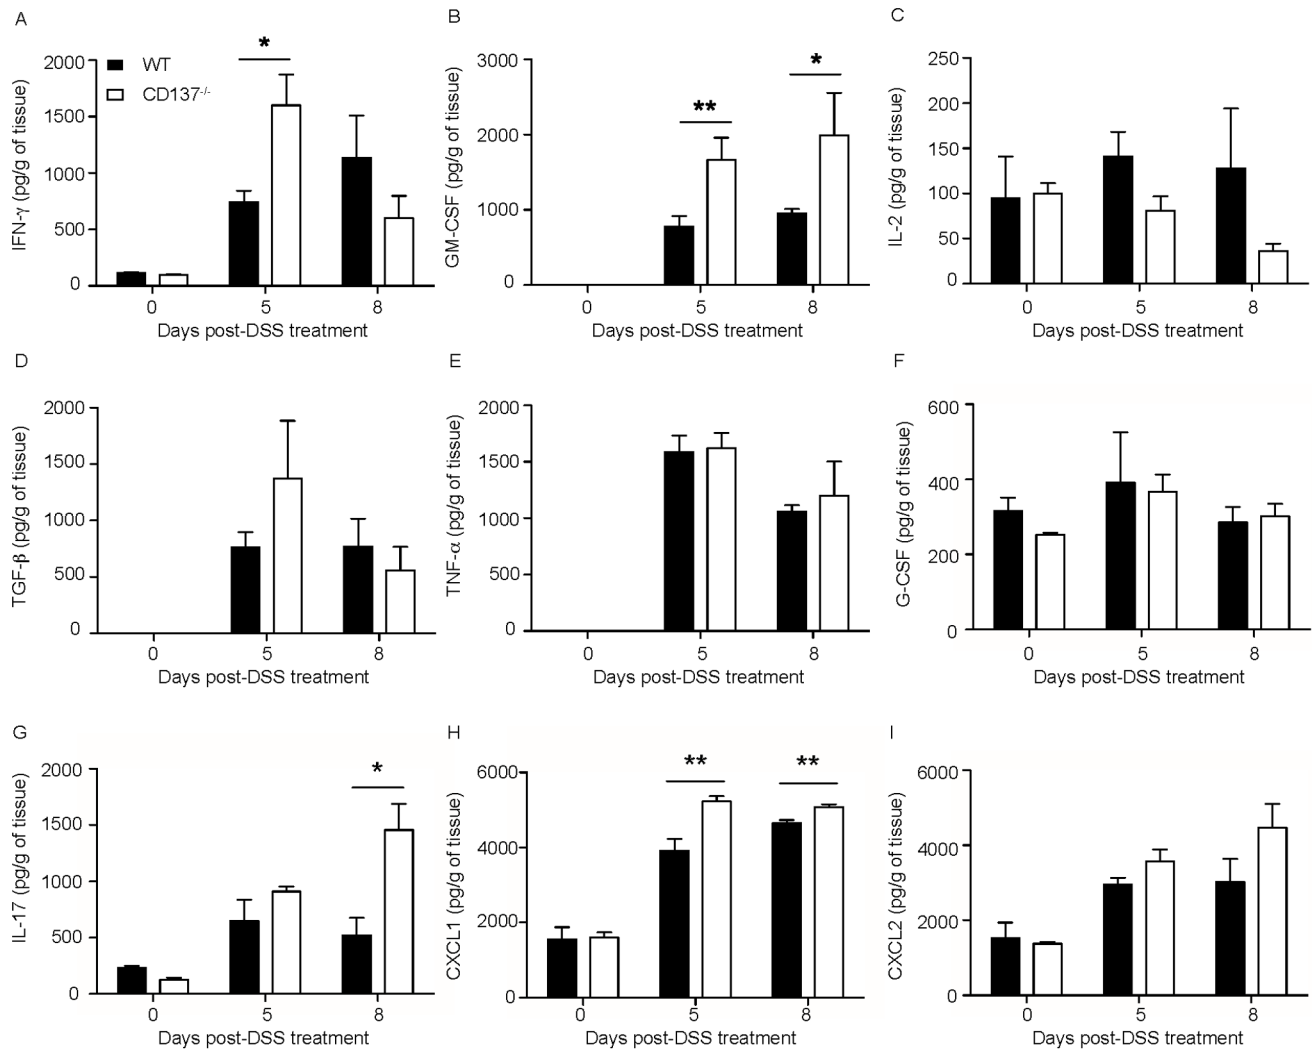 A
IFN-γ (pg/g of tissue)
2000
1500
1000
500
0
WT
CD137-/-
*
0 5 8
Days post-DSS treatment
B
GM-CSF (pg/g of tissue)
3000
2000
1000
0
**
*
0 5 8
Days post-DSS treatment
C
IL-2 (pg/g of tissue)
250
200
150
100
50
0
0 5 8
Days post-DSS treatment
D
TGF-β (pg/g of tissue)
2000
1500
1000
500
0
0 5 8
Days post-DSS treatment
E
TNF-α (pg/g of tissue)
2000
1500
1000
500
0
0 5 8
Days post-DSS treatment
F
G-CSF (pg/g of tissue)
600
400
200
0
0 5 8
Days post-DSS treatment
G
IL-17 (pg/g of tissue)
2000
1500
1000
500
0
*
0 5 8
Days post-DSS treatment
H
CXCL1 (pg/g of tissue)
6000
4000
2000
0
**
**
0 5 8
Days post-DSS treatment
I
CXCL2 (pg/g of tissue)
6000
4000
2000
0
0 5 8
Days post-DSS treatment